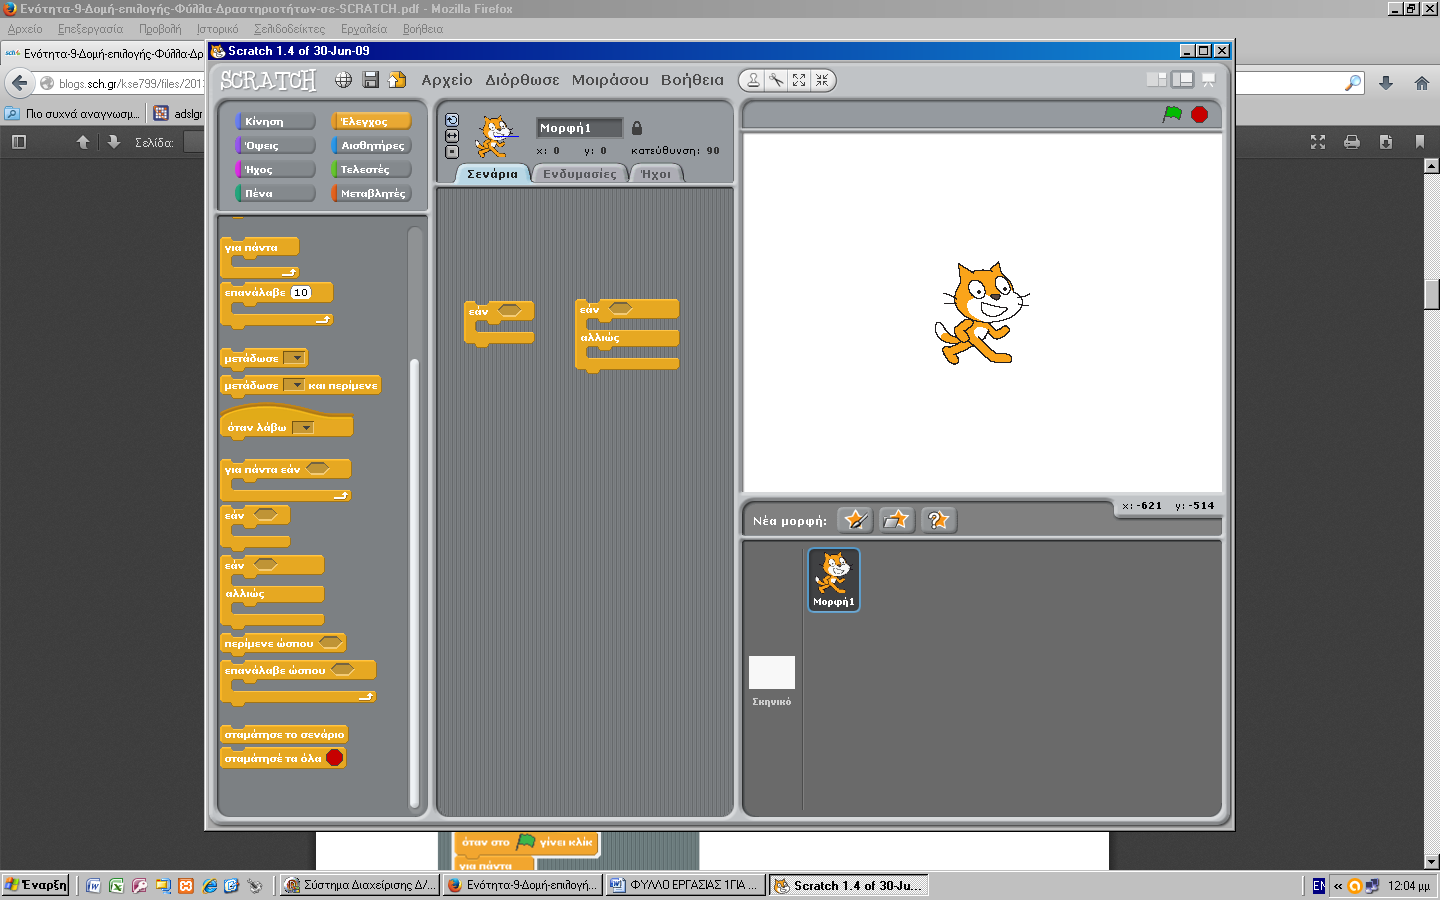 Ενότητα-9-Δομή-επιλογής-Φύλλα-Δραστηριοτήτων-σε-SCRATCH.pdf - Mozilla Firefox
Αρχείο Επεξεργασία Προβολή Ιστορικό Σελιδοδείκτες Εργαλεία Βοήθεια
Ενότητα-9-Δομή-επιλογής-Φύλλα-Δρ
blogs.sch.gr/kse799/files/201
Πιο συχνά αναγνωσμ... adslgr
Σελίδα:
Scratch 1.4 of 30-Jun-09
SCRATCH Αρχείο Διόρθωσε Μοιράσου Βοήθεια
Κίνηση Έλεγχος
Όψεις Αισθητήρες
Ήχος Τελεστές
Πένα Μεταβλητές
για πάντα
επανάλαβε 10
μετάδωσε
μετάδωσε και περίμενε
όταν λάβω
για πάντα εάν
εάν
εάν
αλλιώς
περίμενε ώσπου
επανάλαβε ώσπου
σταμάτησε το σενάριο
σταμάτησέ τα όλα
Μορφή1
x: 0 y: 0 κατεύθυνση: 90
Σενάρια Ενδυμασίες Ήχοι
εάν
εάν
αλλιώς
x: -621 y: -514
Νέα μορφή:
Μορφή1
Σκηνικό
όταν στο γίνει κλίκ
για πάντα
Έναρξη
Σύστημα Διαχείρισης Δ/... Ενότητα-9-Δομή-επιλογή... ΦΥΛΛΟ ΕΡΓΑΣΙΑΣ 1ΓΙΑ ... Scratch 1.4 of 30-Ju...
EN « 12:04 μμ